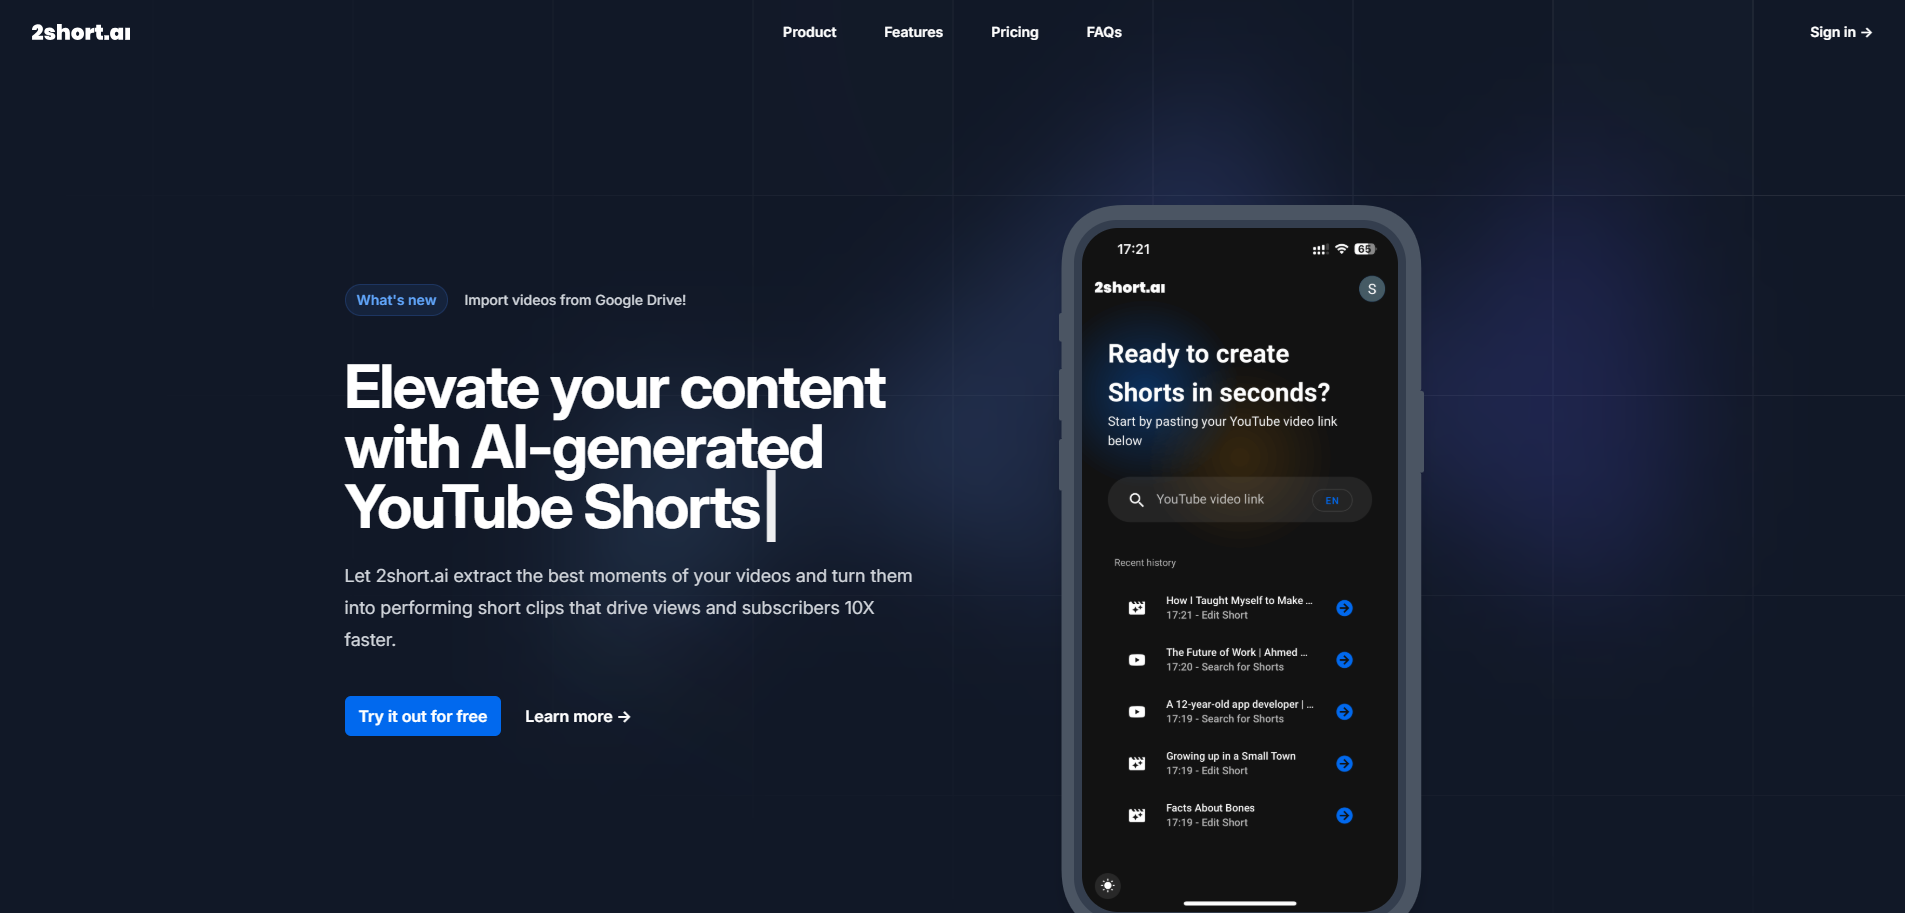 2short.ai
Product Features Pricing FAQs
Sign in →
What's new Import videos from Google Drive!
Elevate your content
with AI-generated
YouTube Shorts|
Let 2short.ai extract the best moments of your videos and turn them
into performing short clips that drive views and subscribers 10X
faster.
Try it out for free Learn more →
17:21 65
2short.ai S
Ready to create
Shorts in seconds?
Start by pasting your YouTube video link
below
YouTube video link EN
Recent history
How I Taught Myself to Make ...
17:21 - Edit Short
The Future of Work | Ahmed ...
17:20 - Search for Shorts
A 12-year-old app developer | ...
17:19 - Search for Shorts
Growing up in a Small Town
17:19 - Edit Short
Facts About Bones
17:19 - Edit Short